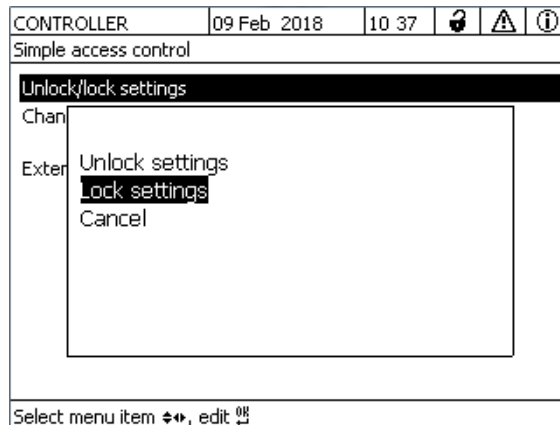 CONTROLLER 09 Feb 2018 10 37
Simple access control
Unlock/lock settings
Chan
Exter
Unlock settings
Lock settings
Cancel
Select menu item , edit OK